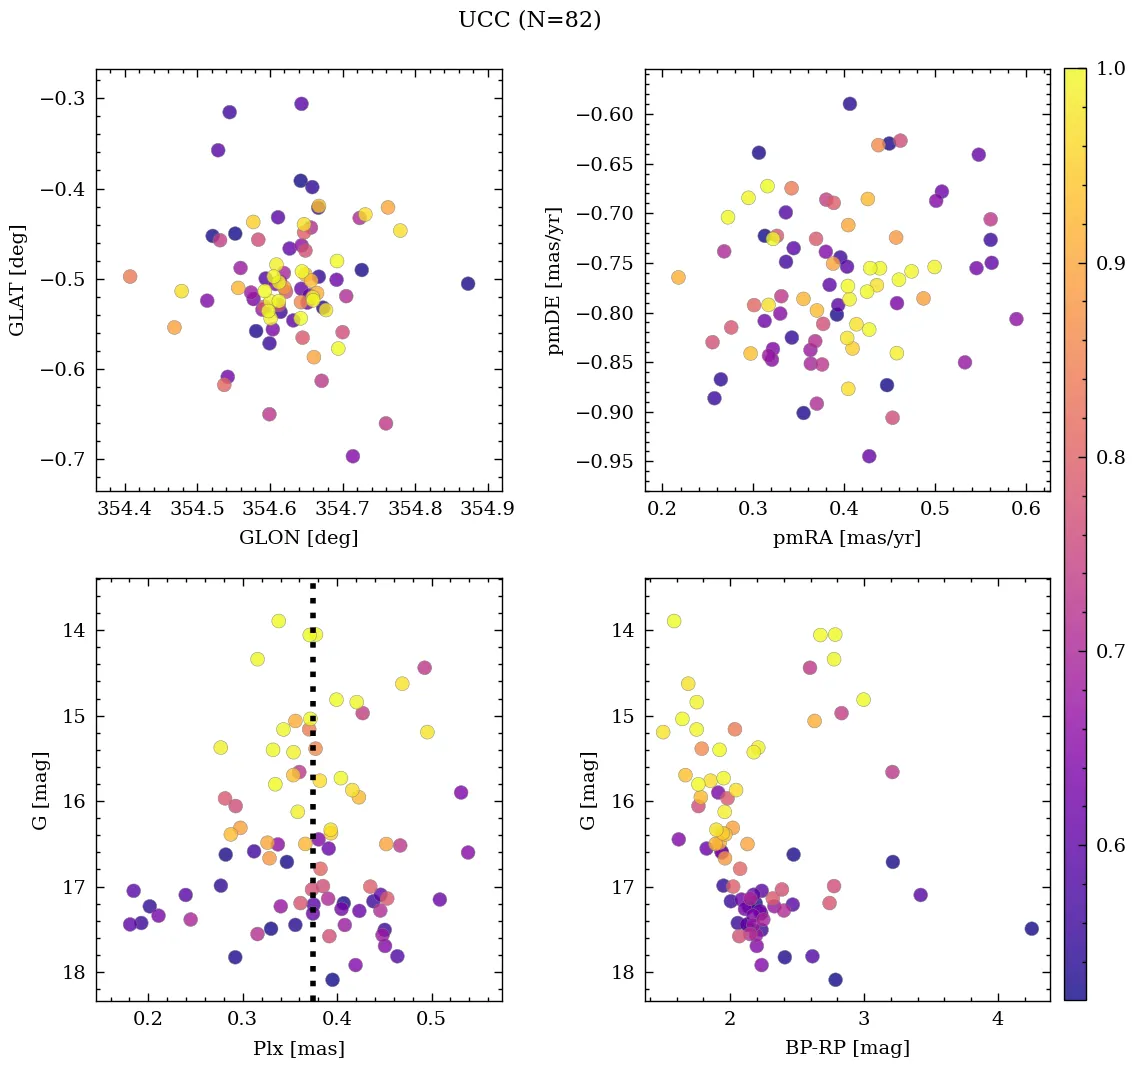 UCC (N=82)
−0.3
−0.4
−0.5
−0.6
−0.7
GLAT [deg]
354.4 354.5 354.6 354.7 354.8 354.9
GLON [deg]
−0.60
−0.65
−0.70
−0.75
−0.80
−0.85
−0.90
−0.95
pmDE [mas/yr]
0.2 0.3 0.4 0.5 0.6
pmRA [mas/yr]
1.0
0.9
0.8
0.7
0.6
14
15
16
17
18
G [mag]
0.2 0.3 0.4 0.5
Plx [mas]
14
15
16
17
18
G [mag]
2 3 4
BP-RP [mag]